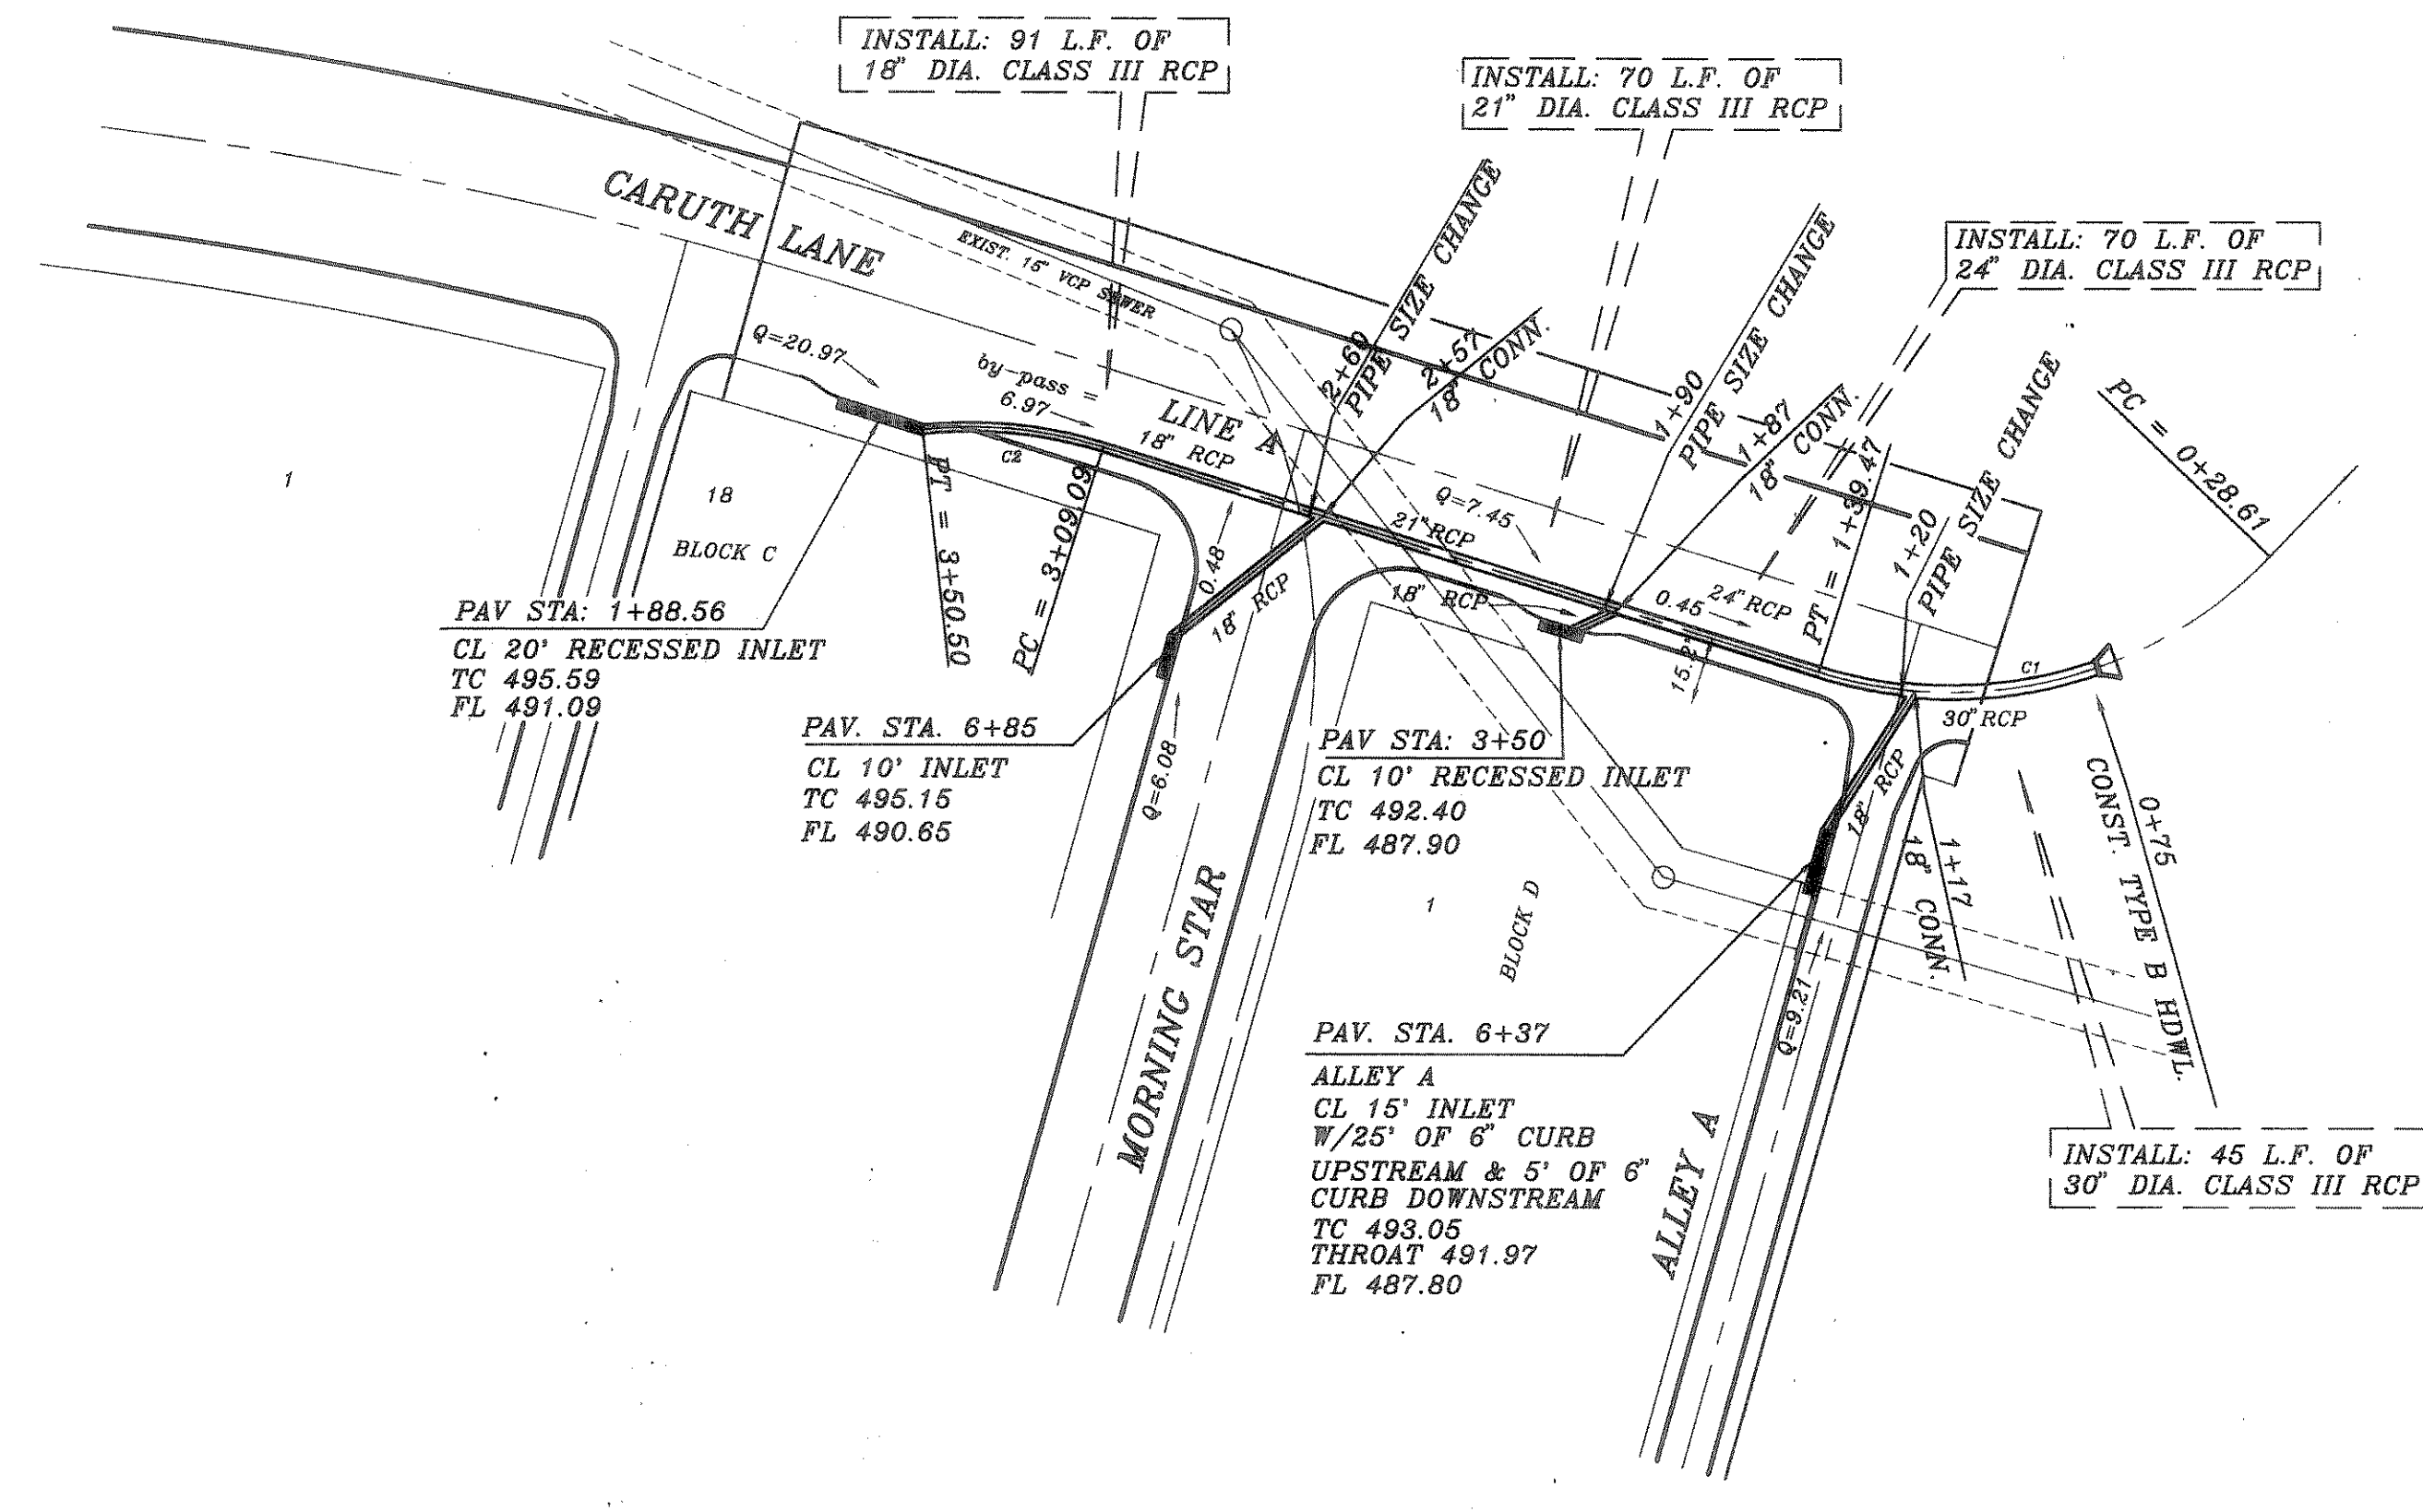 INSTALL: 91 L.F. OF
18" DIA. CLASS III RCP
INSTALL: 70 L.F. OF
21" DIA. CLASS III RCP
INSTALL: 70 L.F. OF
24" DIA. CLASS III RCP
CARUTH LANE
EXIST. 15" VCP SEWER
Q=20.97
by-pass =
6.97
LINE A
18" RCP
C2
2+60
PIPE SIZE CHANGE
2+57
18" CONN.
1+90
PIPE SIZE CHANGE
1+87
18" CONN.
PT = 1+39.47
1+20
PIPE SIZE CHANGE
PC = 0+28.61
1
18
BLOCK C
PT = 3+50.50
PC = 3+09.09
0.48
18" RCP
21" RCP
Q=7.45
18" RCP
0.45
24" RCP
15.21
C1
30" RCP
PAV STA: 1+88.56
CL 20' RECESSED INLET
TC 495.59
FL 491.09
PAV. STA. 6+85
CL 10' INLET
TC 495.15
FL 490.65
Q=6.08
PAV STA: 3+50
CL 10' RECESSED INLET
TC 492.40
FL 487.90
18" RCP
1+17
18" CONN.
0+75
CONST. TYPE B HDWL.
MORNING STAR
1
BLOCK D
Q=9.21
PAV. STA. 6+37
ALLEY A
CL 15' INLET
W/25' OF 6" CURB
UPSTREAM & 5' OF 6"
CURB DOWNSTREAM
TC 493.05
THROAT 491.97
FL 487.80
ALLEY A
INSTALL: 45 L.F. OF
30" DIA. CLASS III RCP